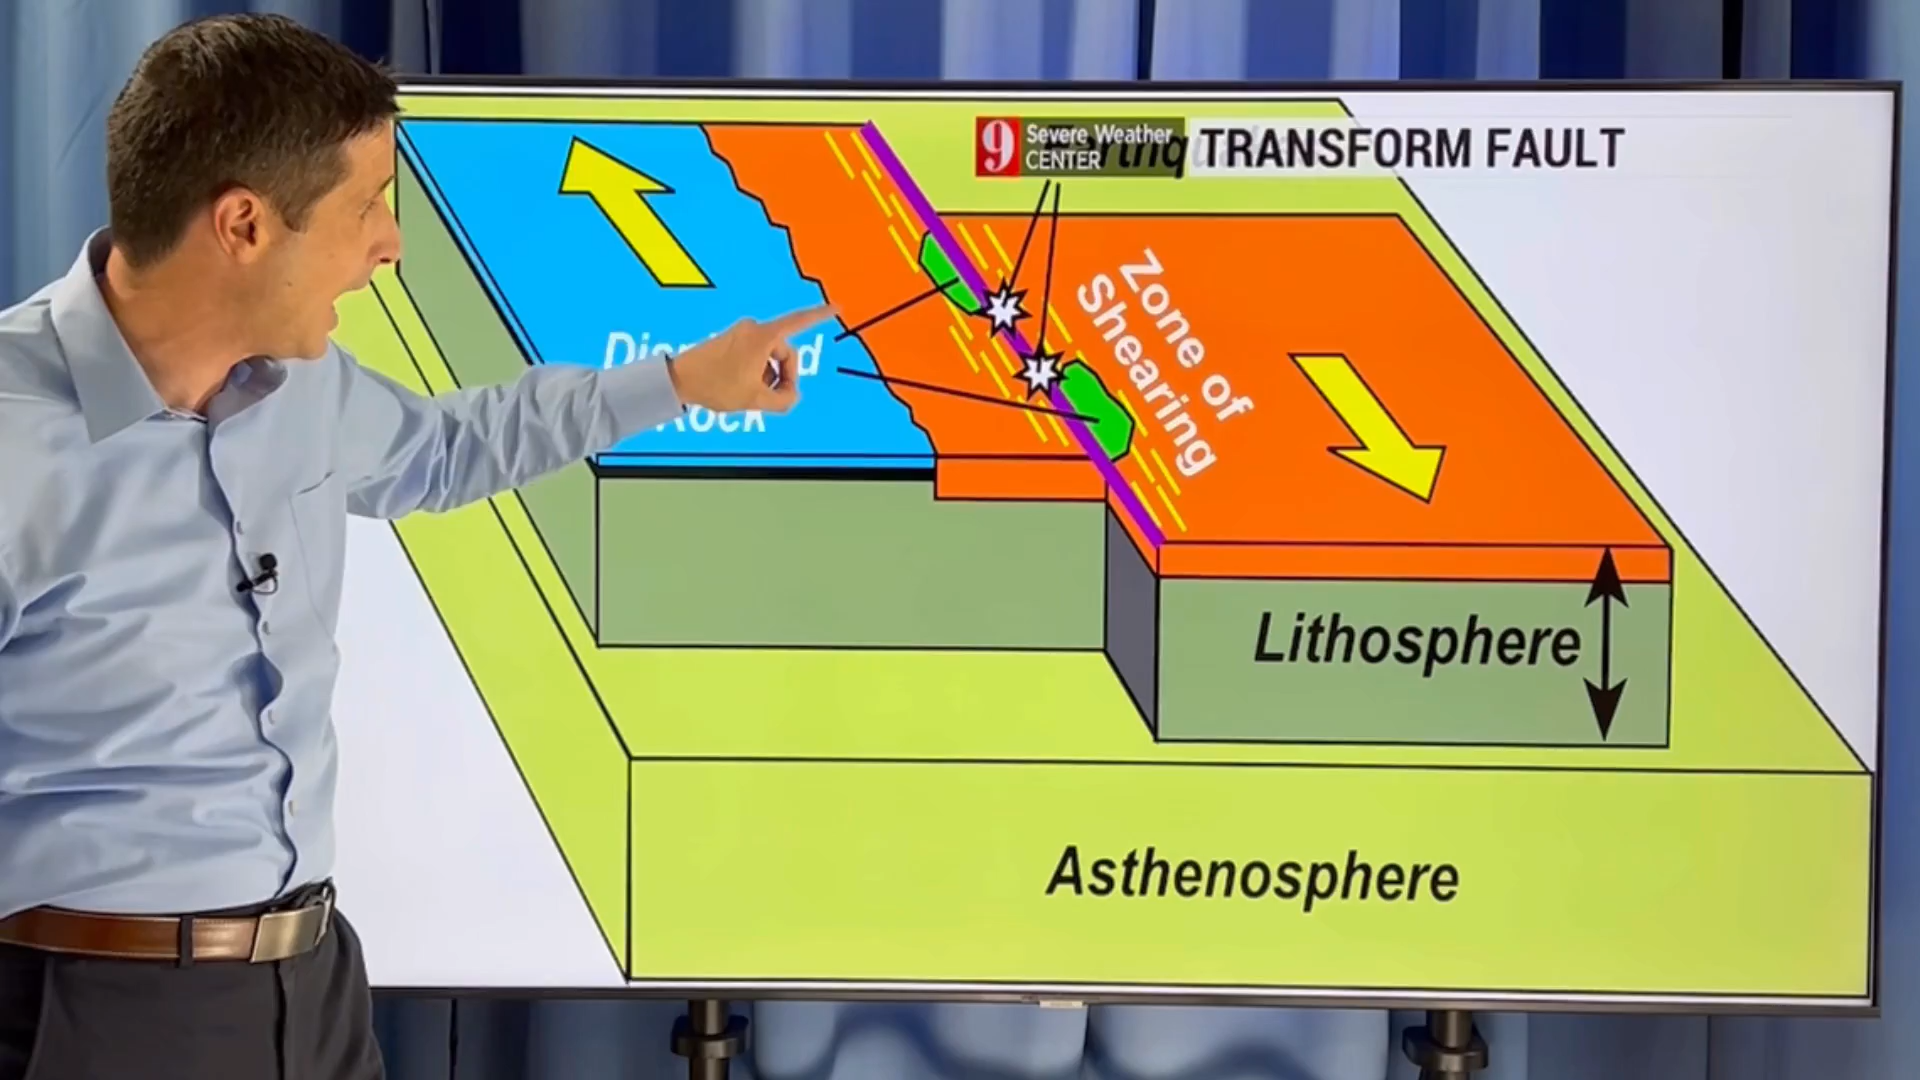 9 Severe Weather
CENTER
TRANSFORM FAULT
Zone of
Shearing
Lithosphere
Asthenosphere